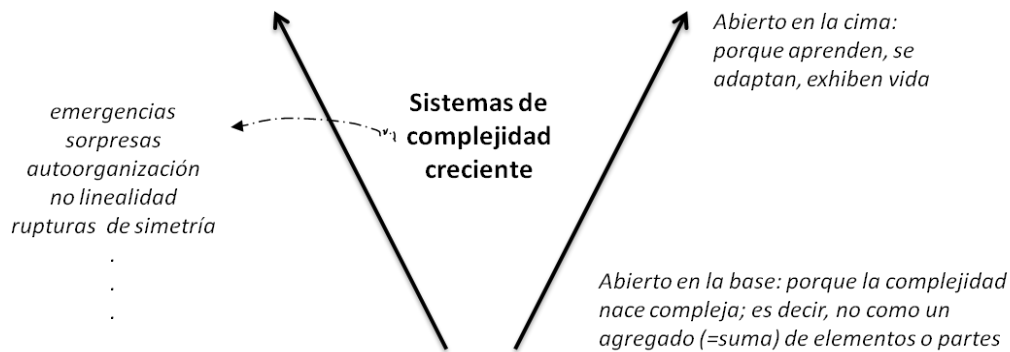 Abierto en la cima:
porque aprenden, se
adaptan, exhiben vida
Sistemas de
complejidad
creciente
emergencias
sorpresas
autoorganización
no linealidad
rupturas de simetría
.
.
.
Abierto en la base: porque la complejidad
nace compleja; es decir, no como un
agregado (=suma) de elementos o partes